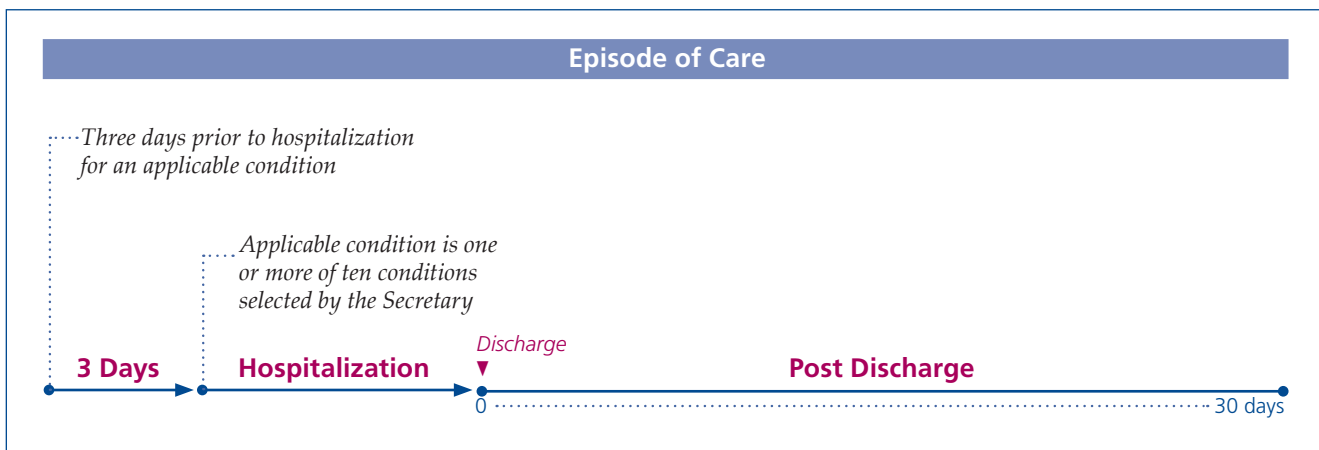 Episode of Care
Three days prior to hospitalization
for an applicable condition
Applicable condition is one
or more of ten conditions
selected by the Secretary
Discharge
3 Days
Hospitalization
Post Discharge
0
30 days